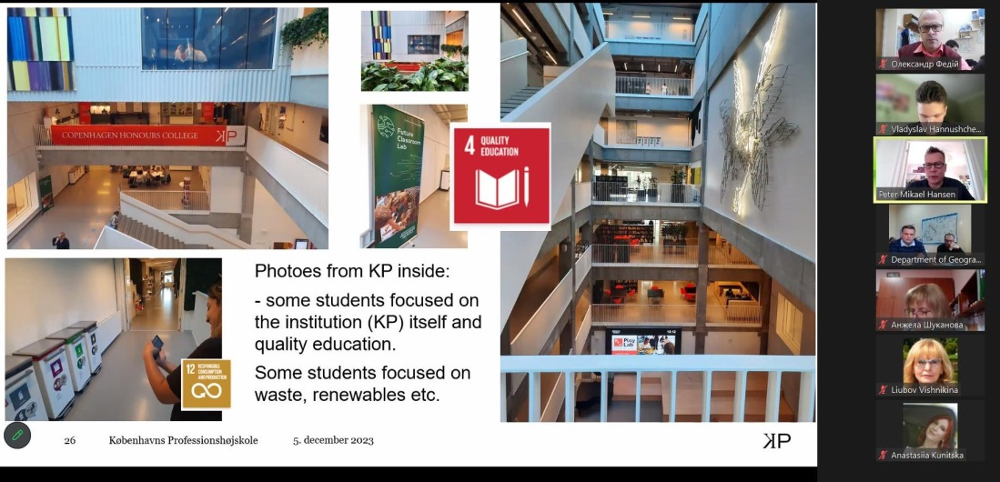 COPENHAGEN HONOURS COLLEGE KP
Future
Classroom
Lab
4 QUALITY
EDUCATION
Play
Lab
12 RESPONSIBLE
CONSUMPTION
AND PRODUCTION
Photoes from KP inside:
- some students focused on
the institution (KP) itself and
quality education.
Some students focused on
waste, renewables etc.
26 Københavns Professionshøjskole 5. december 2023 KP
Олександр Федій
Vladyslav Hannushche...
Peter Mikael Hansen
Department of Geogra...
Анжела Шуканова
Liubov Vishnikina
Anastasiia Kunitska